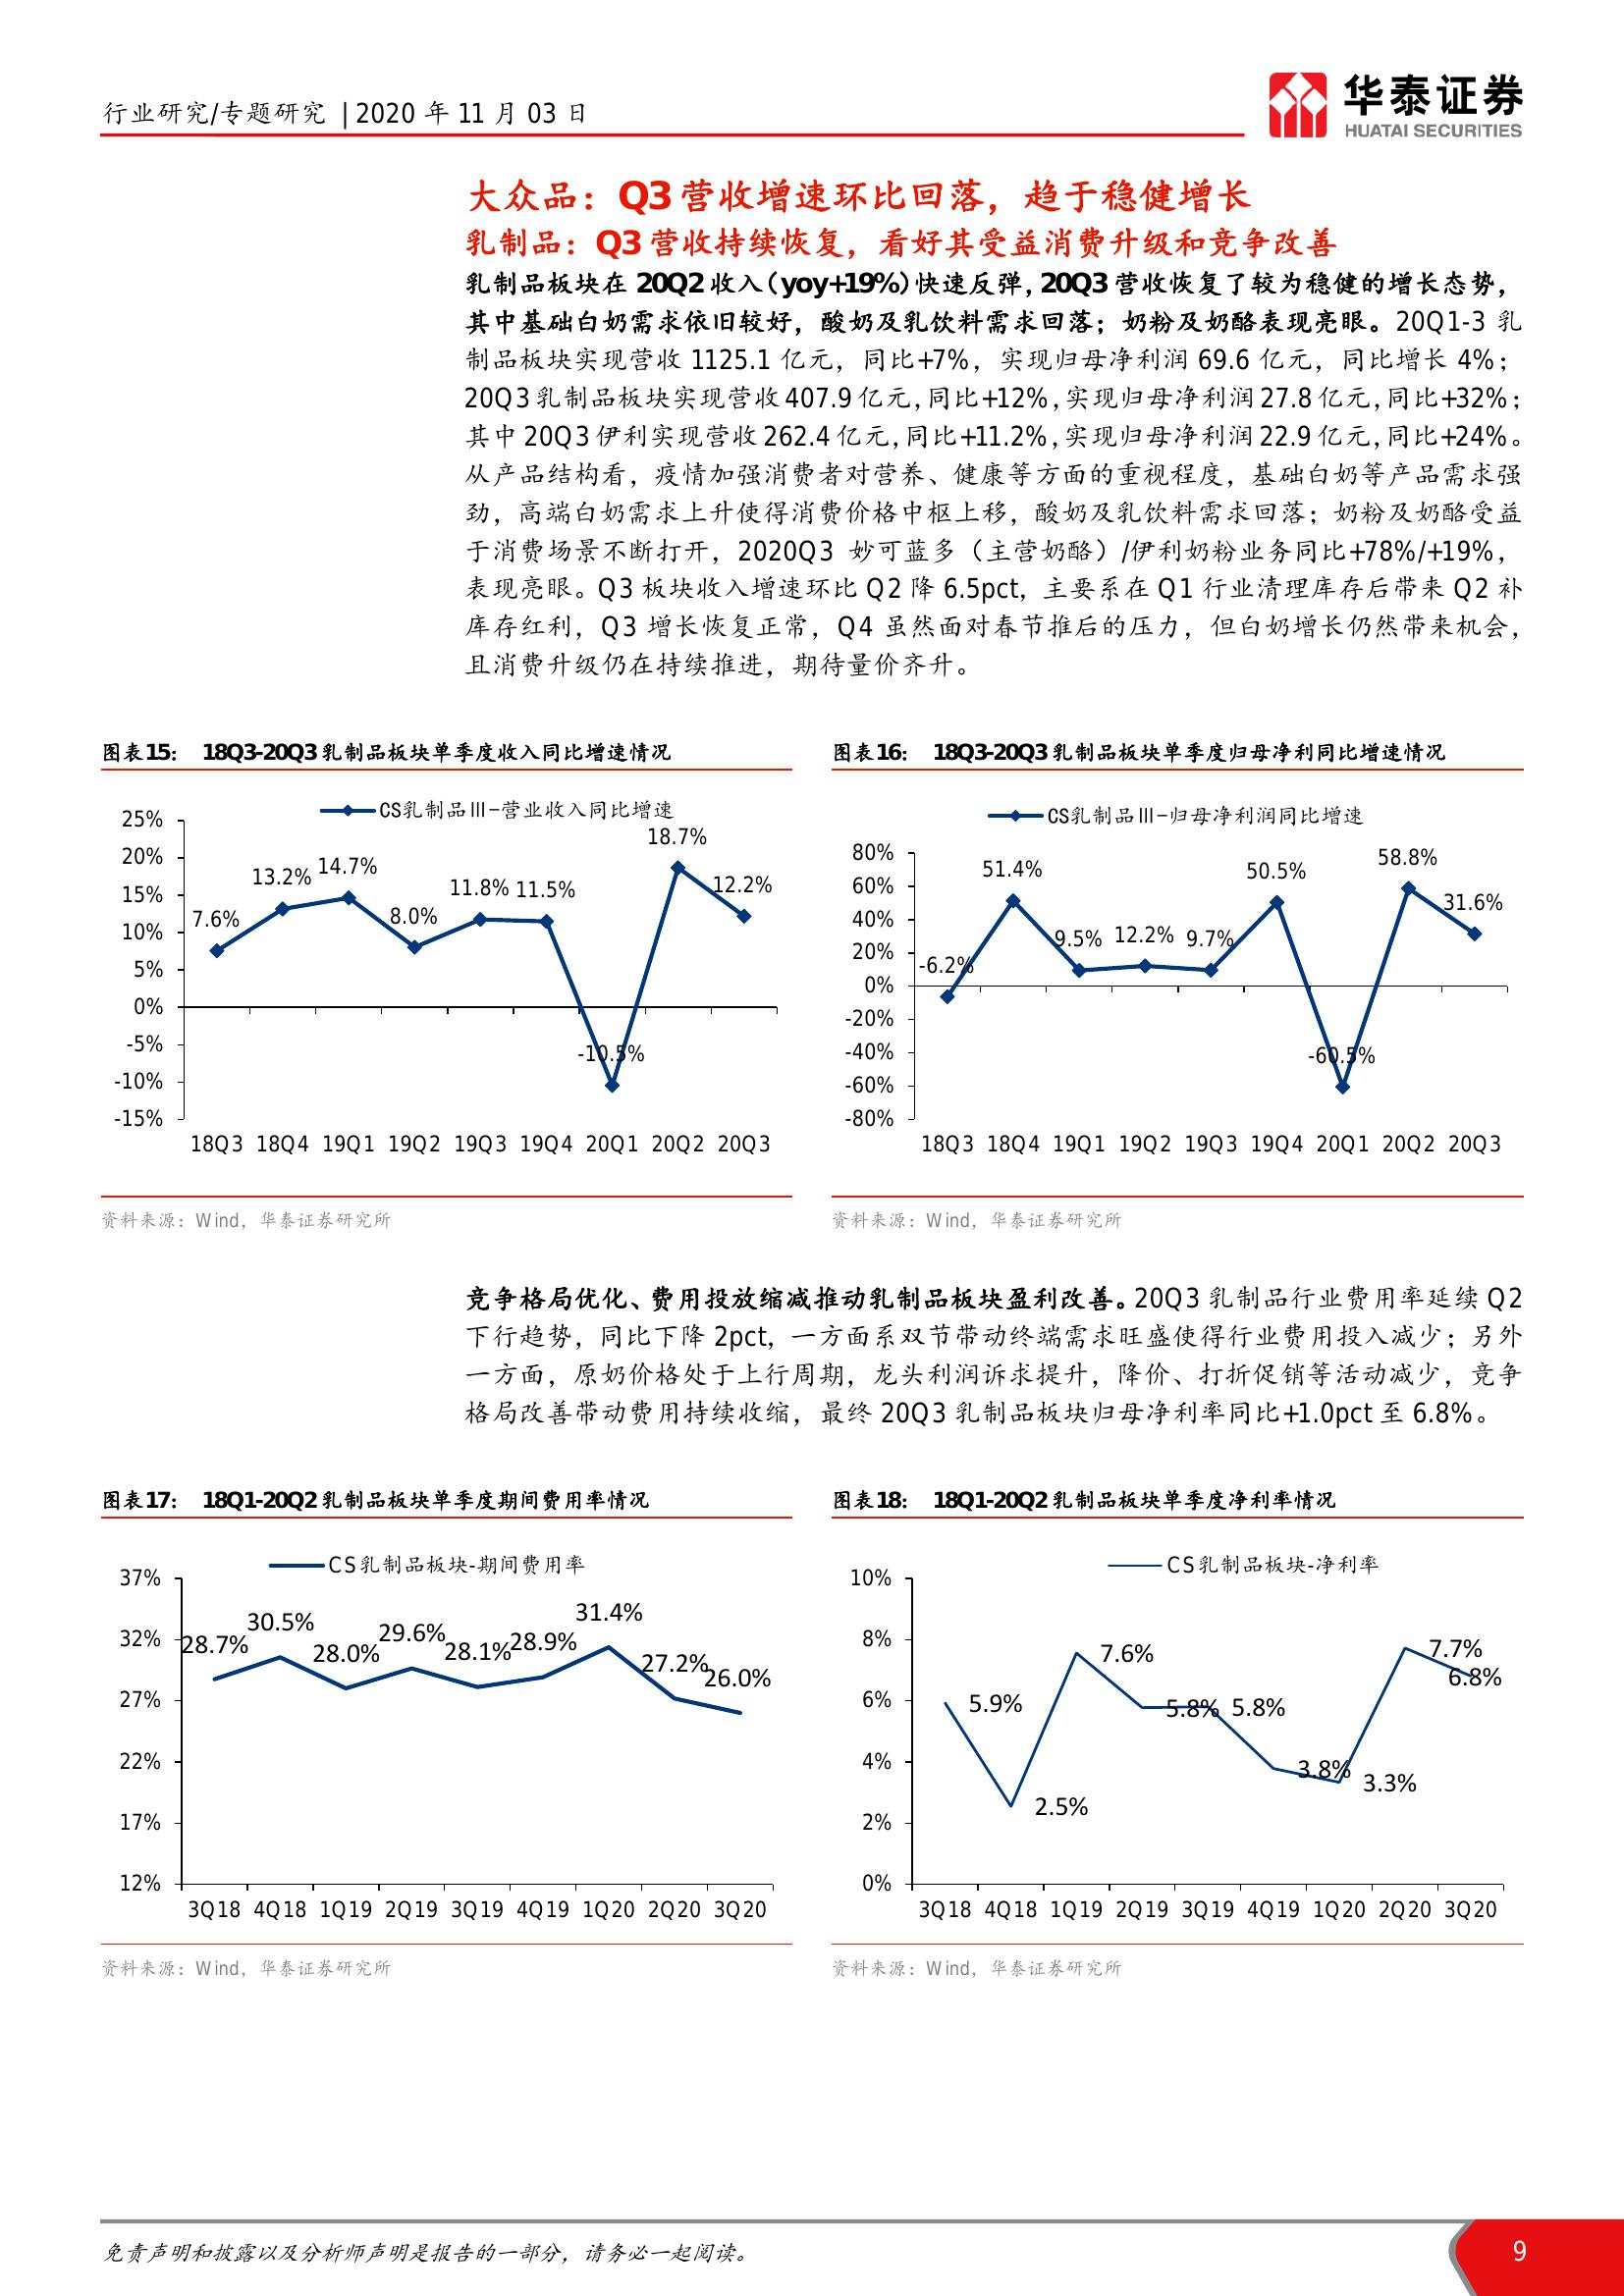 行业研究/专题研究 | 2020 年 11 月 03 日
华泰证券
HUATAI SECURITIES
大众品：Q3 营收增速环比回落，趋于稳健增长
乳制品：Q3 营收持续恢复，看好其受益消费升级和竞争改善
乳制品板块在 20Q2 收入（yoy+19%）快速反弹，20Q3 营收恢复了较为稳健的增长态势，
其中基础白奶需求依旧较好，酸奶及乳饮料需求回落；奶粉及奶酪表现亮眼。20Q1-3 乳
制品板块实现营收 1125.1 亿元，同比+7%，实现归母净利润 69.6 亿元，同比增长 4%；
20Q3 乳制品板块实现营收 407.9 亿元，同比+12%，实现归母净利润 27.8 亿元，同比+32%；
其中 20Q3 伊利实现营收 262.4 亿元，同比+11.2%，实现归母净利润 22.9 亿元，同比+24%。
从产品结构看，疫情加强消费者对营养、健康等方面的重视程度，基础白奶等产品需求强
劲，高端白奶需求上升使得消费价格中枢上移，酸奶及乳饮料需求回落；奶粉及奶酪受益
于消费场景不断打开，2020Q3 妙可蓝多（主营奶酪）/伊利奶粉业务同比+78%/+19%，
表现亮眼。Q3 板块收入增速环比 Q2 降 6.5pct，主要系在 Q1 行业清理库存后带来 Q2 补
库存红利，Q3 增长恢复正常，Q4 虽然面对春节推后的压力，但白奶增长仍然带来机会，
且消费升级仍在持续推进，期待量价齐升。
图表15： 18Q3-20Q3 乳制品板块单季度收入同比增速情况
CS乳制品III-营业收入同比增速
25%
20%
15%
10%
5%
0%
-5%
-10%
-15%
7.6%
13.2%
14.7%
8.0%
11.8%
11.5%
-10.5%
18.7%
12.2%
18Q3 18Q4 19Q1 19Q2 19Q3 19Q4 20Q1 20Q2 20Q3
资料来源：Wind，华泰证券研究所
图表16： 18Q3-20Q3 乳制品板块单季度归母净利同比增速情况
CS乳制品III-归母净利润同比增速
80%
60%
40%
20%
0%
-20%
-40%
-60%
-80%
-6.2%
51.4%
9.5%
12.2%
9.7%
50.5%
-60.5%
58.8%
31.6%
18Q3 18Q4 19Q1 19Q2 19Q3 19Q4 20Q1 20Q2 20Q3
资料来源：Wind，华泰证券研究所
竞争格局优化、费用投放缩减推动乳制品板块盈利改善。20Q3 乳制品行业费用率延续 Q2
下行趋势，同比下降 2pct，一方面系双节带动终端需求旺盛使得行业费用投入减少；另外
一方面，原奶价格处于上行周期，龙头利润诉求提升，降价、打折促销等活动减少，竞争
格局改善带动费用持续收缩，最终 20Q3 乳制品板块归母净利率同比+1.0pct 至 6.8%。
图表17： 18Q1-20Q2 乳制品板块单季度期间费用率情况
CS乳制品板块-期间费用率
37%
32%
27%
22%
17%
12%
28.7%
30.5%
28.0%
29.6%
28.1%
28.9%
31.4%
27.2%
26.0%
3Q18 4Q18 1Q19 2Q19 3Q19 4Q19 1Q20 2Q20 3Q20
资料来源：Wind，华泰证券研究所
图表18： 18Q1-20Q2 乳制品板块单季度净利率情况
CS乳制品板块-净利率
10%
8%
6%
4%
2%
0%
5.9%
2.5%
7.6%
5.8%
5.8%
3.8%
3.3%
7.7%
6.8%
3Q18 4Q18 1Q19 2Q19 3Q19 4Q19 1Q20 2Q20 3Q20
资料来源：Wind，华泰证券研究所
免责声明和披露以及分析师声明是报告的一部分，请务必一起阅读。
9